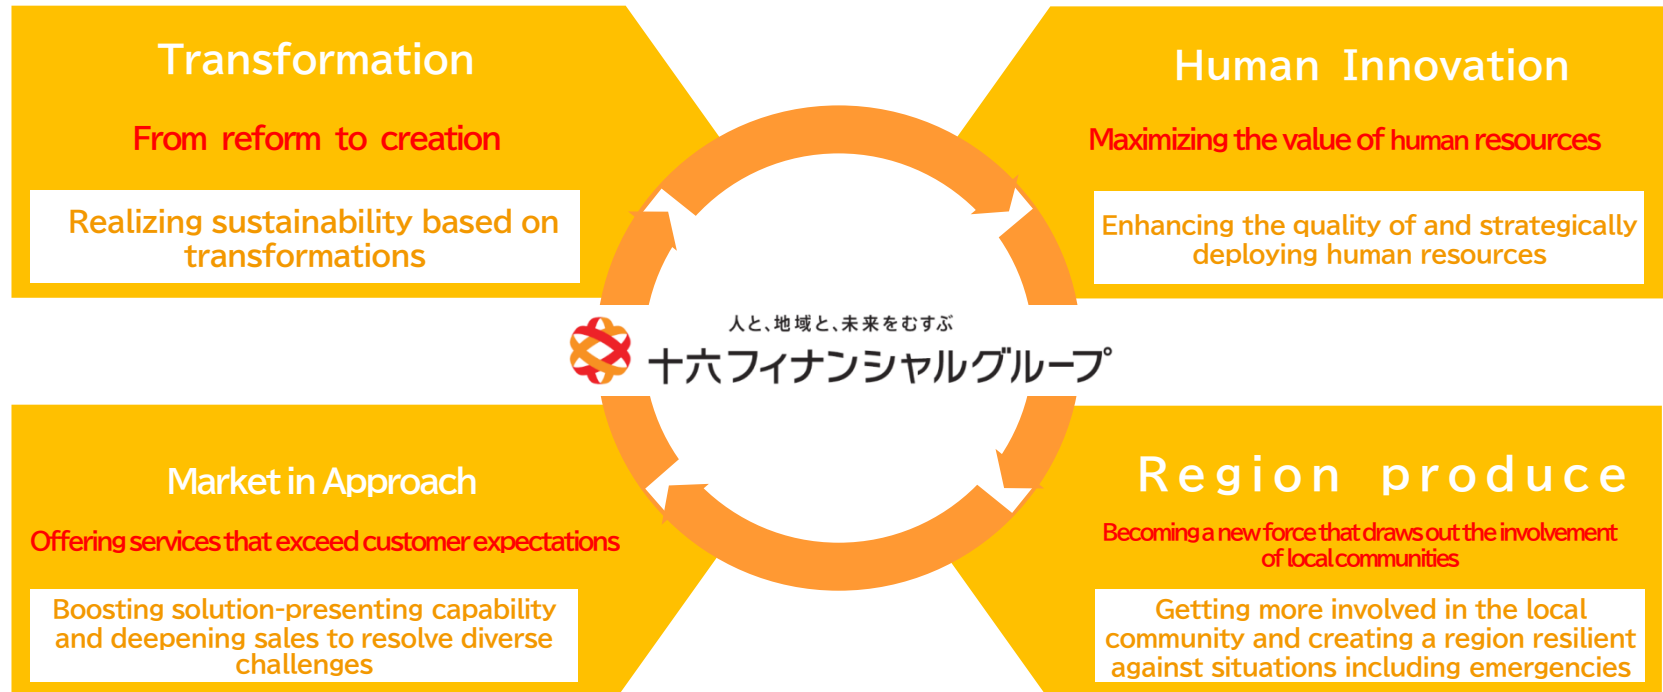 Transformation
From reform to creation
Realizing sustainability based on
transformations
Human Innovation
Maximizing the value of human resources
Enhancing the quality of and strategically
deploying human resources
人と、地域と、未来をむすぶ
十六フィナンシャルグループ
Market in Approach
Offering services that exceed customer expectations
Boosting solution-presenting capability
and deepening sales to resolve diverse
challenges
Region produce
Becoming a new force that draws out the involvement
of local communities
Getting more involved in the local
community and creating a region resilient
against situations including emergencies